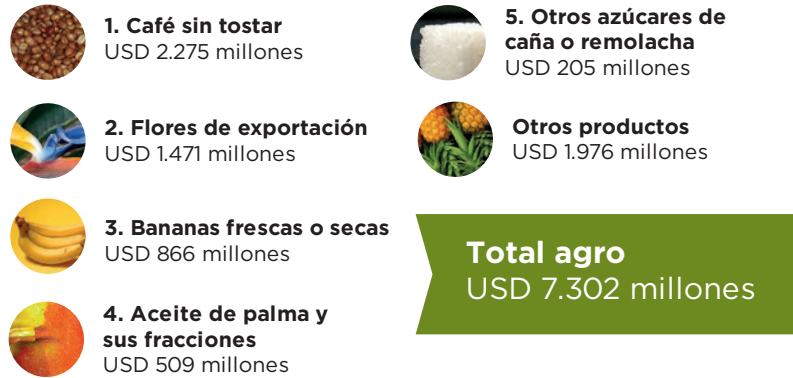 1. Café sin tostar
USD 2.275 millones
2. Flores de exportación
USD 1.471 millones
3. Bananas frescas o secas
USD 866 millones
4. Aceite de palma y
sus fracciones
USD 509 millones
5. Otros azúcares de
caña o remolacha
USD 205 millones
Otros productos
USD 1.976 millones
Total agro
USD 7.302 millones